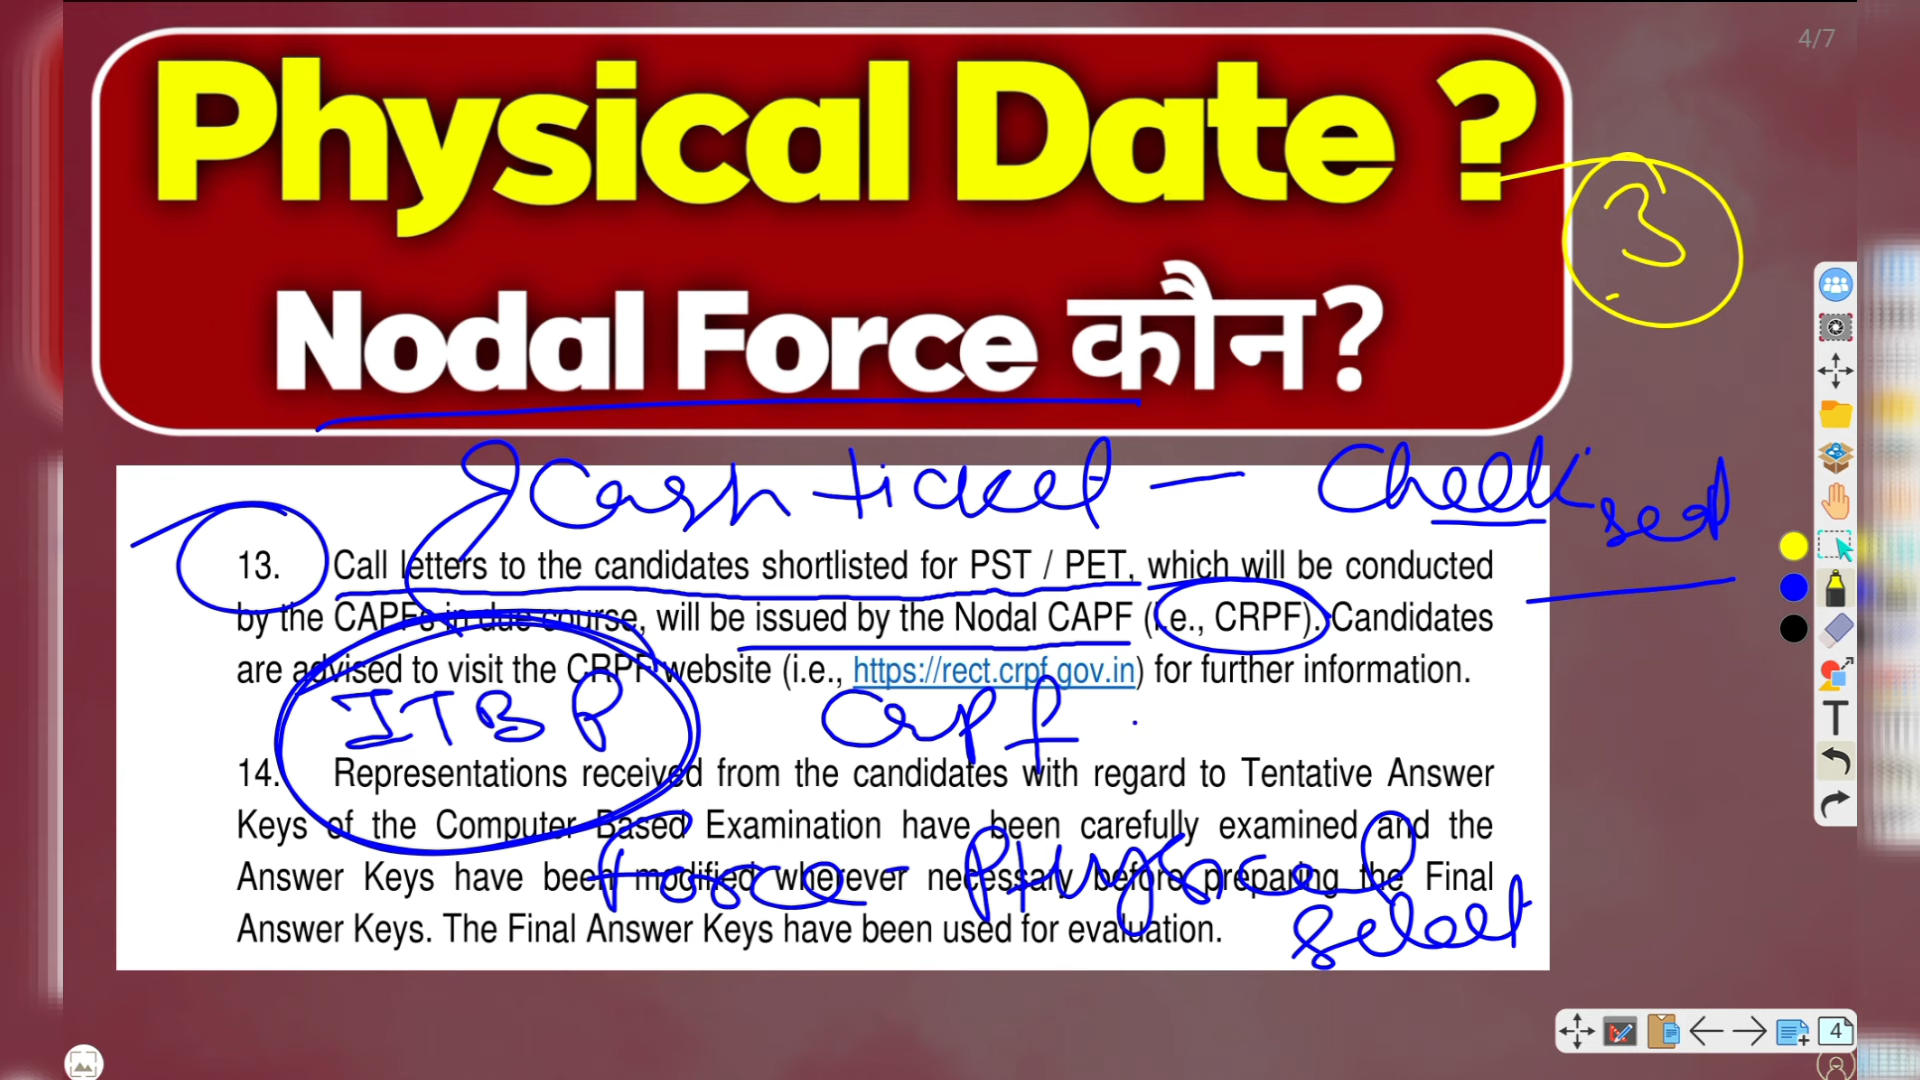 4/7
Physical Date ?
Nodal Force कौन?
3
Cash ticket —
13. Call letters to the candidates shortlisted for PST / PET, which will be conducted
by the CAPFs in due course, will be issued by the Nodal CAPF (i.e., CRPF). Candidates
are advised to visit the CRPF website (i.e., https://rect.crpf.gov.in) for further information.
ITBP crpf
14. Representations received from the candidates with regard to Tentative Answer
Keys of the Computer Based Examination have been carefully examined and the
Answer Keys have been modified wherever necessary before preparing the Final
Answer Keys. The Final Answer Keys have been used for evaluation.
Force - Physical
select
T
4